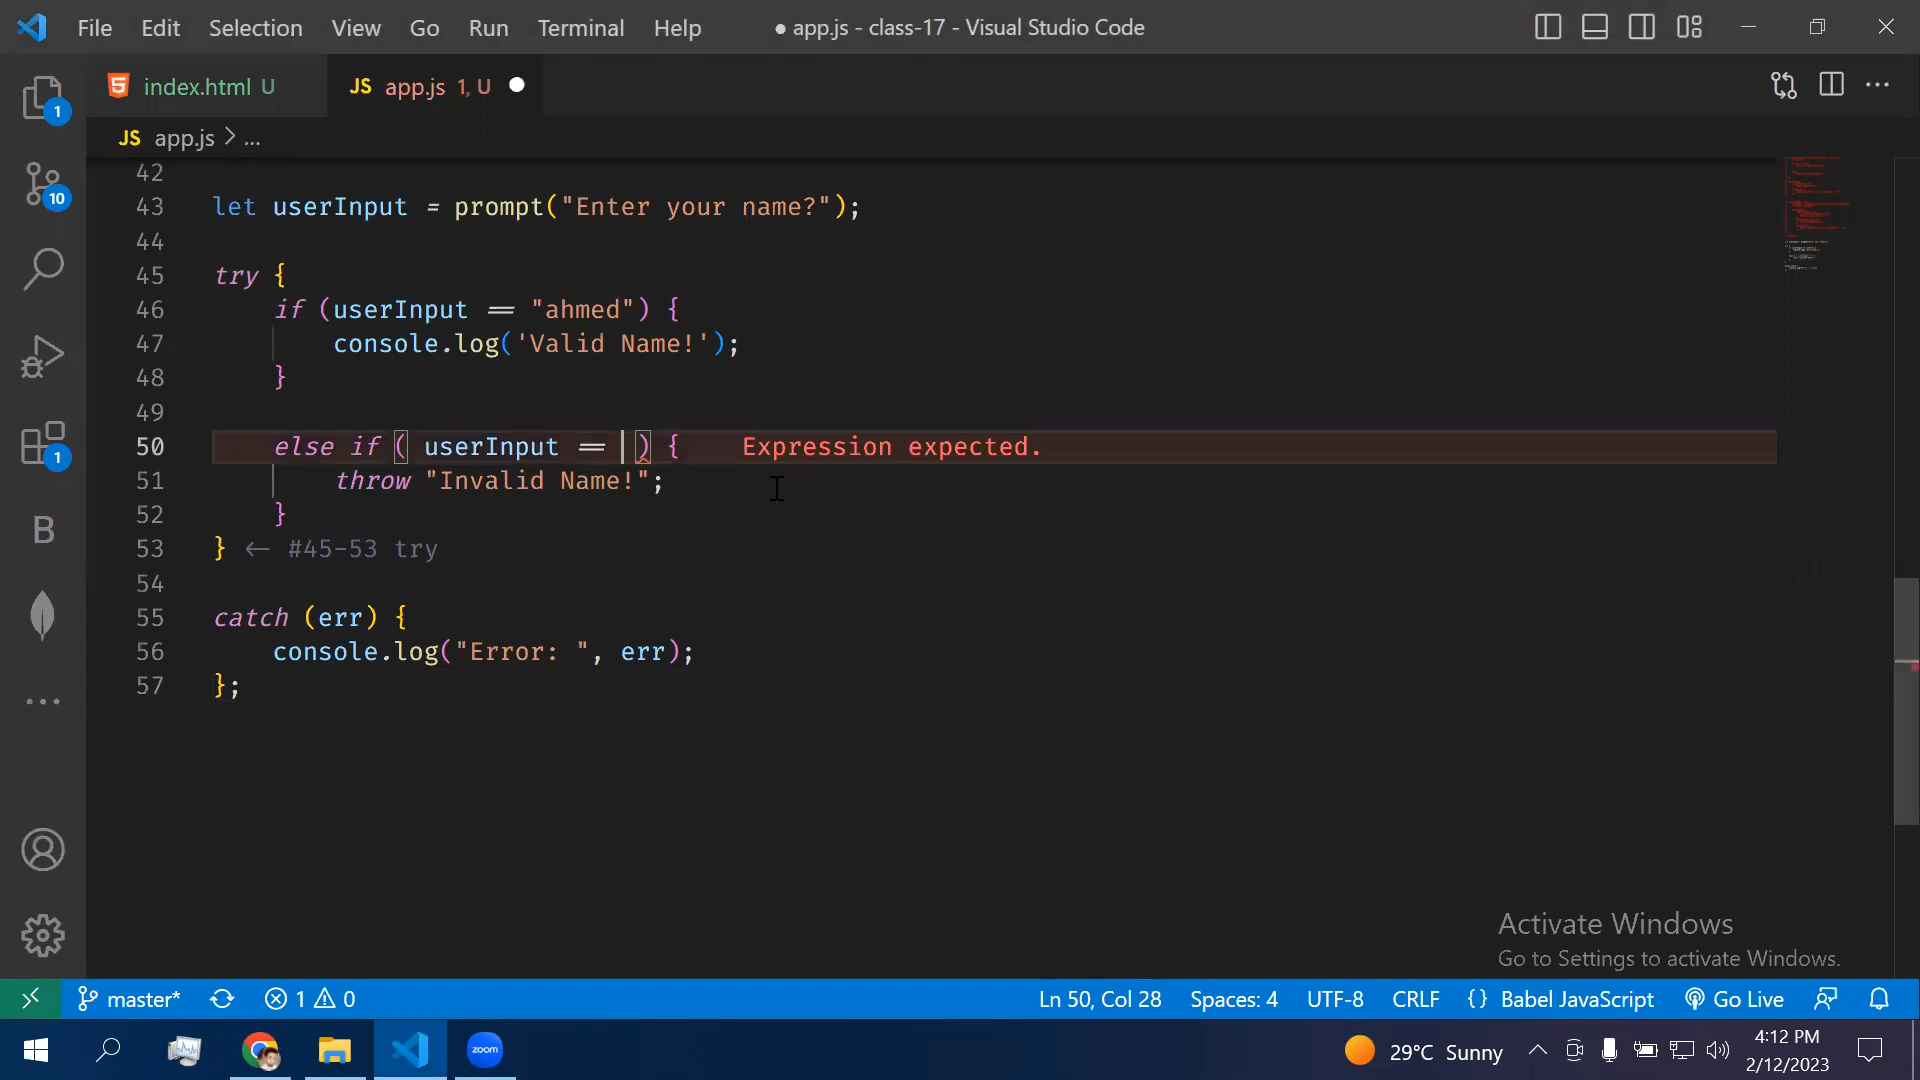 File Edit Selection View Go Run Terminal Help ● app.js - class-17 - Visual Studio Code
index.html U JS app.js 1, U
JS app.js > ...
42
43 let userInput = prompt("Enter your name?");
44
45 try {
46 if (userInput == "ahmed") {
47 console.log('Valid Name!');
48 }
49
50 else if ( userInput == ) { Expression expected.
51 throw "Invalid Name!";
52 }
53 } ← #45-53 try
54
55 catch (err) {
56 console.log("Error: ", err);
57 };
1
10
1
B
Activate Windows
Go to Settings to activate Windows.
master* 1 0 Ln 50, Col 28 Spaces: 4 UTF-8 CRLF {} Babel JavaScript Go Live
zoom 29°C Sunny 4:12 PM
2/12/2023